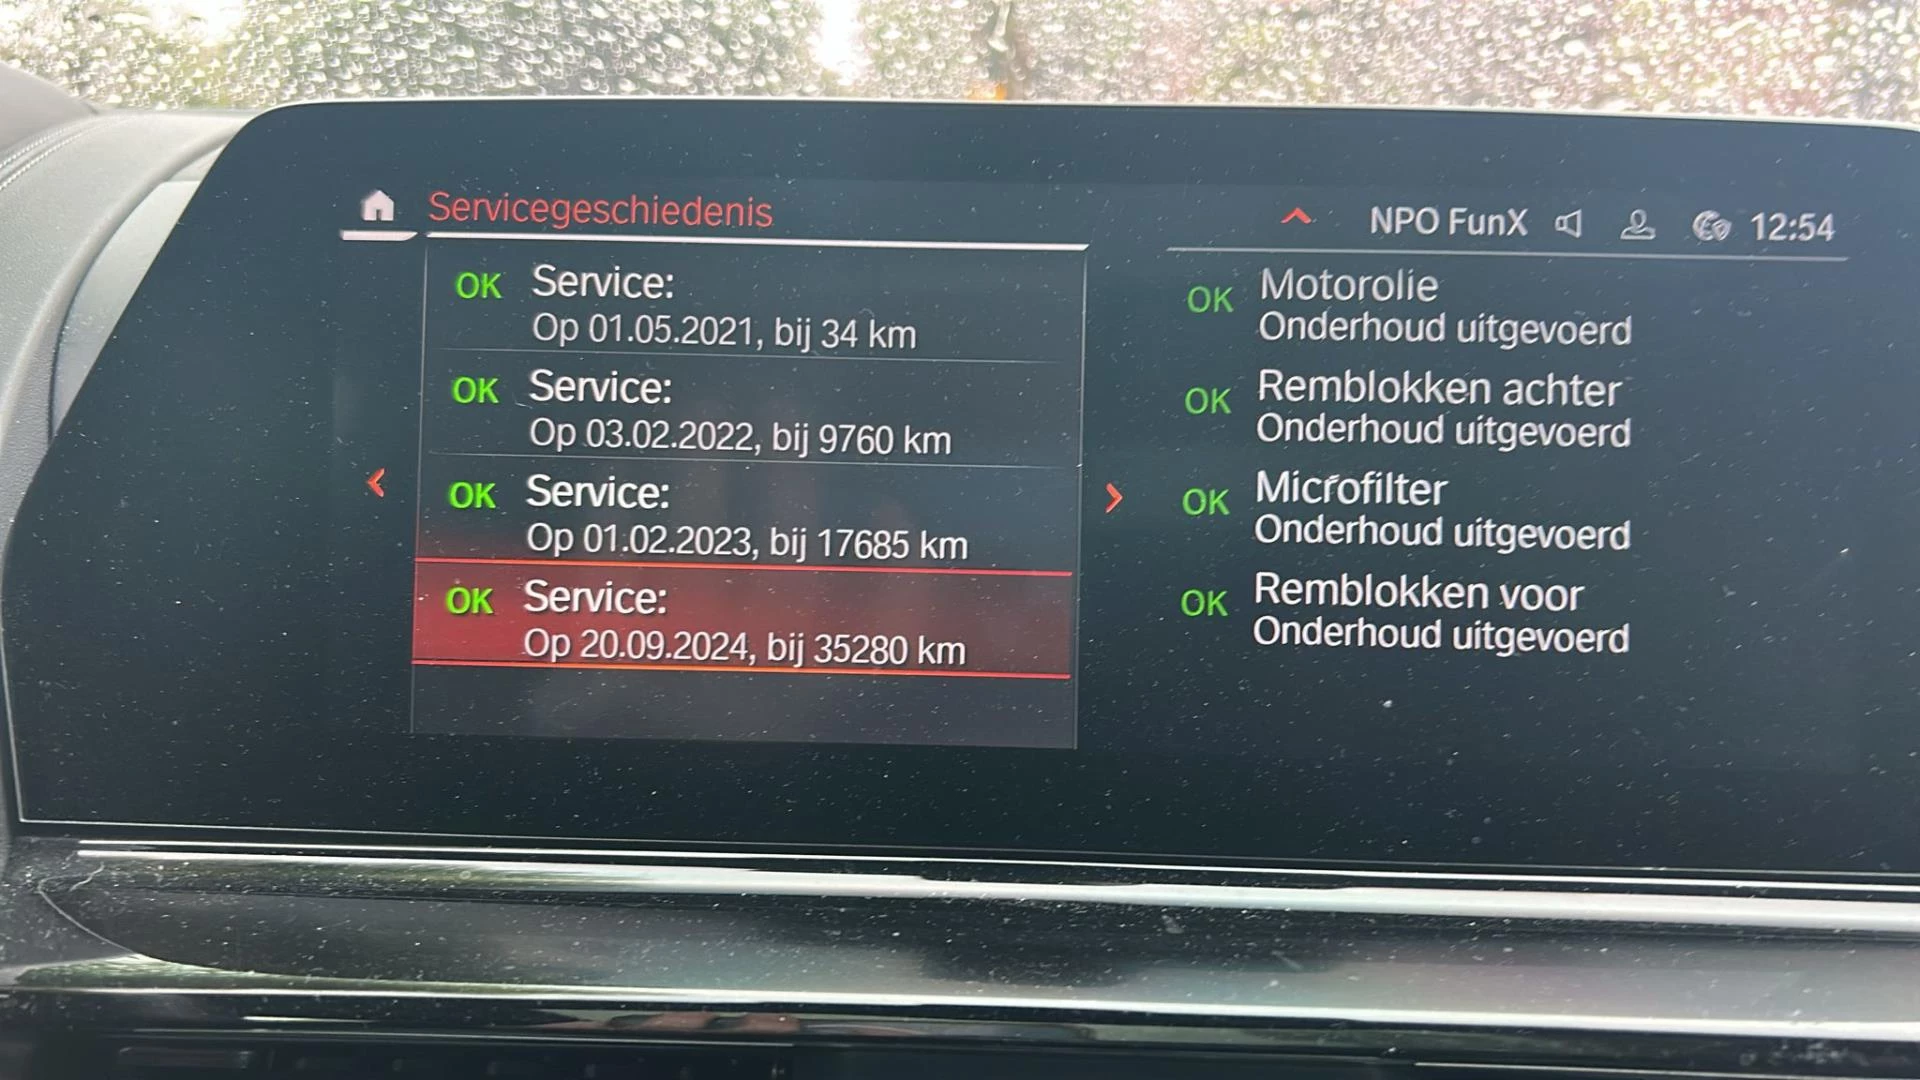 Servicegeschiedenis
NPO FunX 12:54
OK Service:
Op 01.05.2021, bij 34 km
OK Service:
Op 03.02.2022, bij 9760 km
OK Service:
Op 01.02.2023, bij 17685 km
OK Service:
Op 20.09.2024, bij 35280 km
OK Motorolie
Onderhoud uitgevoerd
OK Remblokken achter
Onderhoud uitgevoerd
OK Microfilter
Onderhoud uitgevoerd
OK Remblokken voor
Onderhoud uitgevoerd